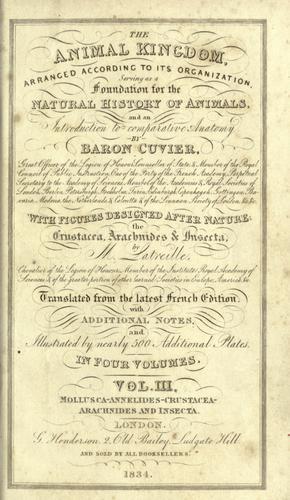 THE
ANIMAL KINGDOM,
ARRANGED ACCORDING TO ITS ORGANIZATION,
Serving as a
Foundation for the
NATURAL HISTORY OF ANIMALS,
and an
Introduction to comparative Anatomy
BY
BARON CUVIER,
Great Officer of the Legion of Honour, Counsellor of State, & Member of the Royal
Council of Public Instruction, One of the Forty of the French Academy, Perpetual
Secretary to the Academy of Sciences, Member of the Academies & Royal Societies of
London, Berlin, Petersburgh, Stockholm, Turin, Edinburgh, Copenhagen, Gottingen, Bavaria,
Modena, the Netherlands & Calcutta & of the Linnæan Society of London, &c. &c.
WITH FIGURES DESIGNED AFTER NATURE:
the
Crustacea, Arachnides & Insecta,
by
M. Latreille.
Chevalier of the Legion of Honour, Member of the Institute (Royal Academy of
Sciences) & of the greater portion of other learned Societies in Europe, America, &c.
Translated from the latest French Edition
with
ADDITIONAL NOTES,
and
Illustrated by nearly 500 Additional Plates.
IN FOUR VOLUMES.
VOL. III.
MOLLUSCA-ANNELIDES-CRUSTACEA-
ARACHNIDES AND INSECTA.
LONDON.
G. Henderson, 2, Old Bailey, Ludgate Hill.
AND SOLD BY ALL BOOKSELLERS.
1834.